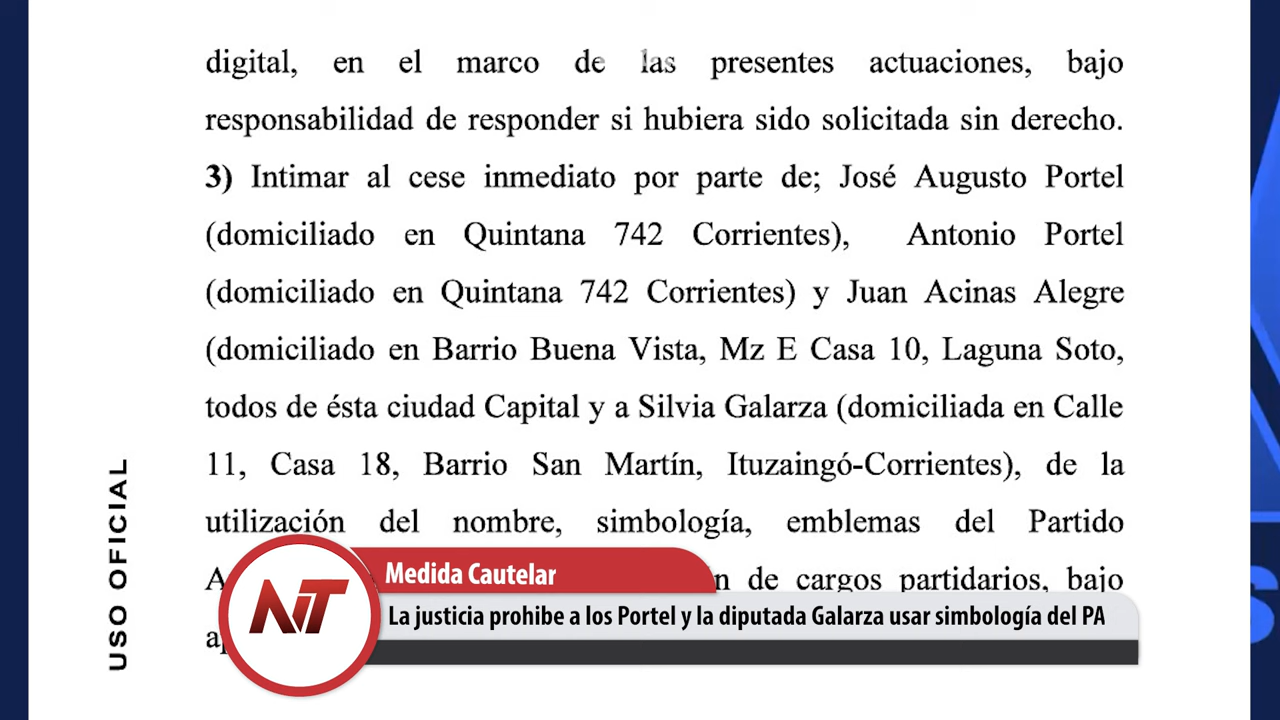 digital, en el marco de las presentes actuaciones, bajo
responsabilidad de responder si hubiera sido solicitada sin derecho.
3) Intimar al cese inmediato por parte de; José Augusto Portel
(domiciliado en Quintana 742 Corrientes), Antonio Portel
(domiciliado en Quintana 742 Corrientes) y Juan Acinas Alegre
(domiciliado en Barrio Buena Vista, Mz E Casa 10, Laguna Soto,
todos de ésta ciudad Capital y a Silvia Galarza (domiciliada en Calle
11, Casa 18, Barrio San Martín, Ituzaingó-Corrientes), de la
utilización del nombre, simbología, emblemas del Partido
de cargos partidarios, bajo
USO OFICIAL
NT
Medida Cautelar
La justicia prohibe a los Portel y la diputada Galarza usar simbología del PA